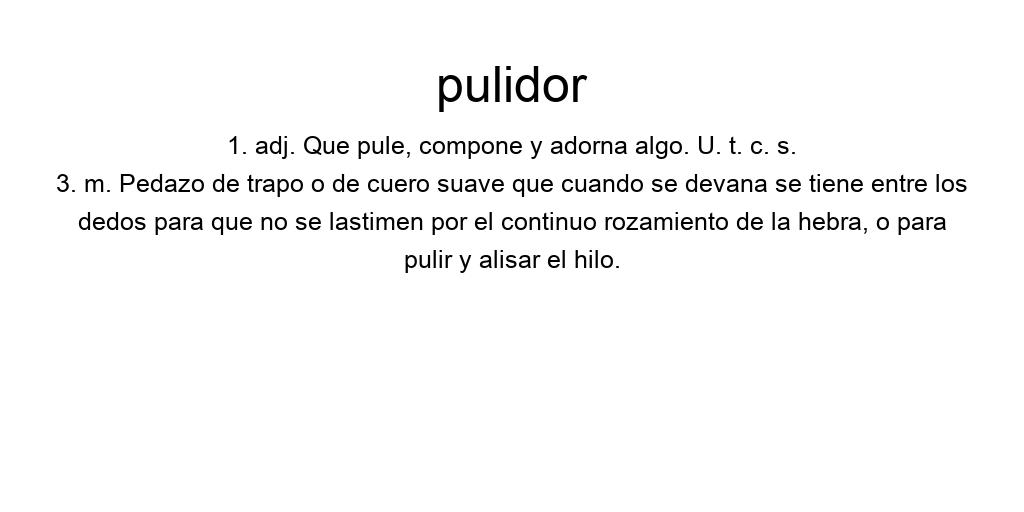 pulidor
1. adj. Que pule, compone y adorna algo. U. t. c. s.
3. m. Pedazo de trapo o de cuero suave que cuando se devana se tiene entre los
dedos para que no se lastimen por el continuo rozamiento de la hebra, o para
pulir y alisar el hilo.